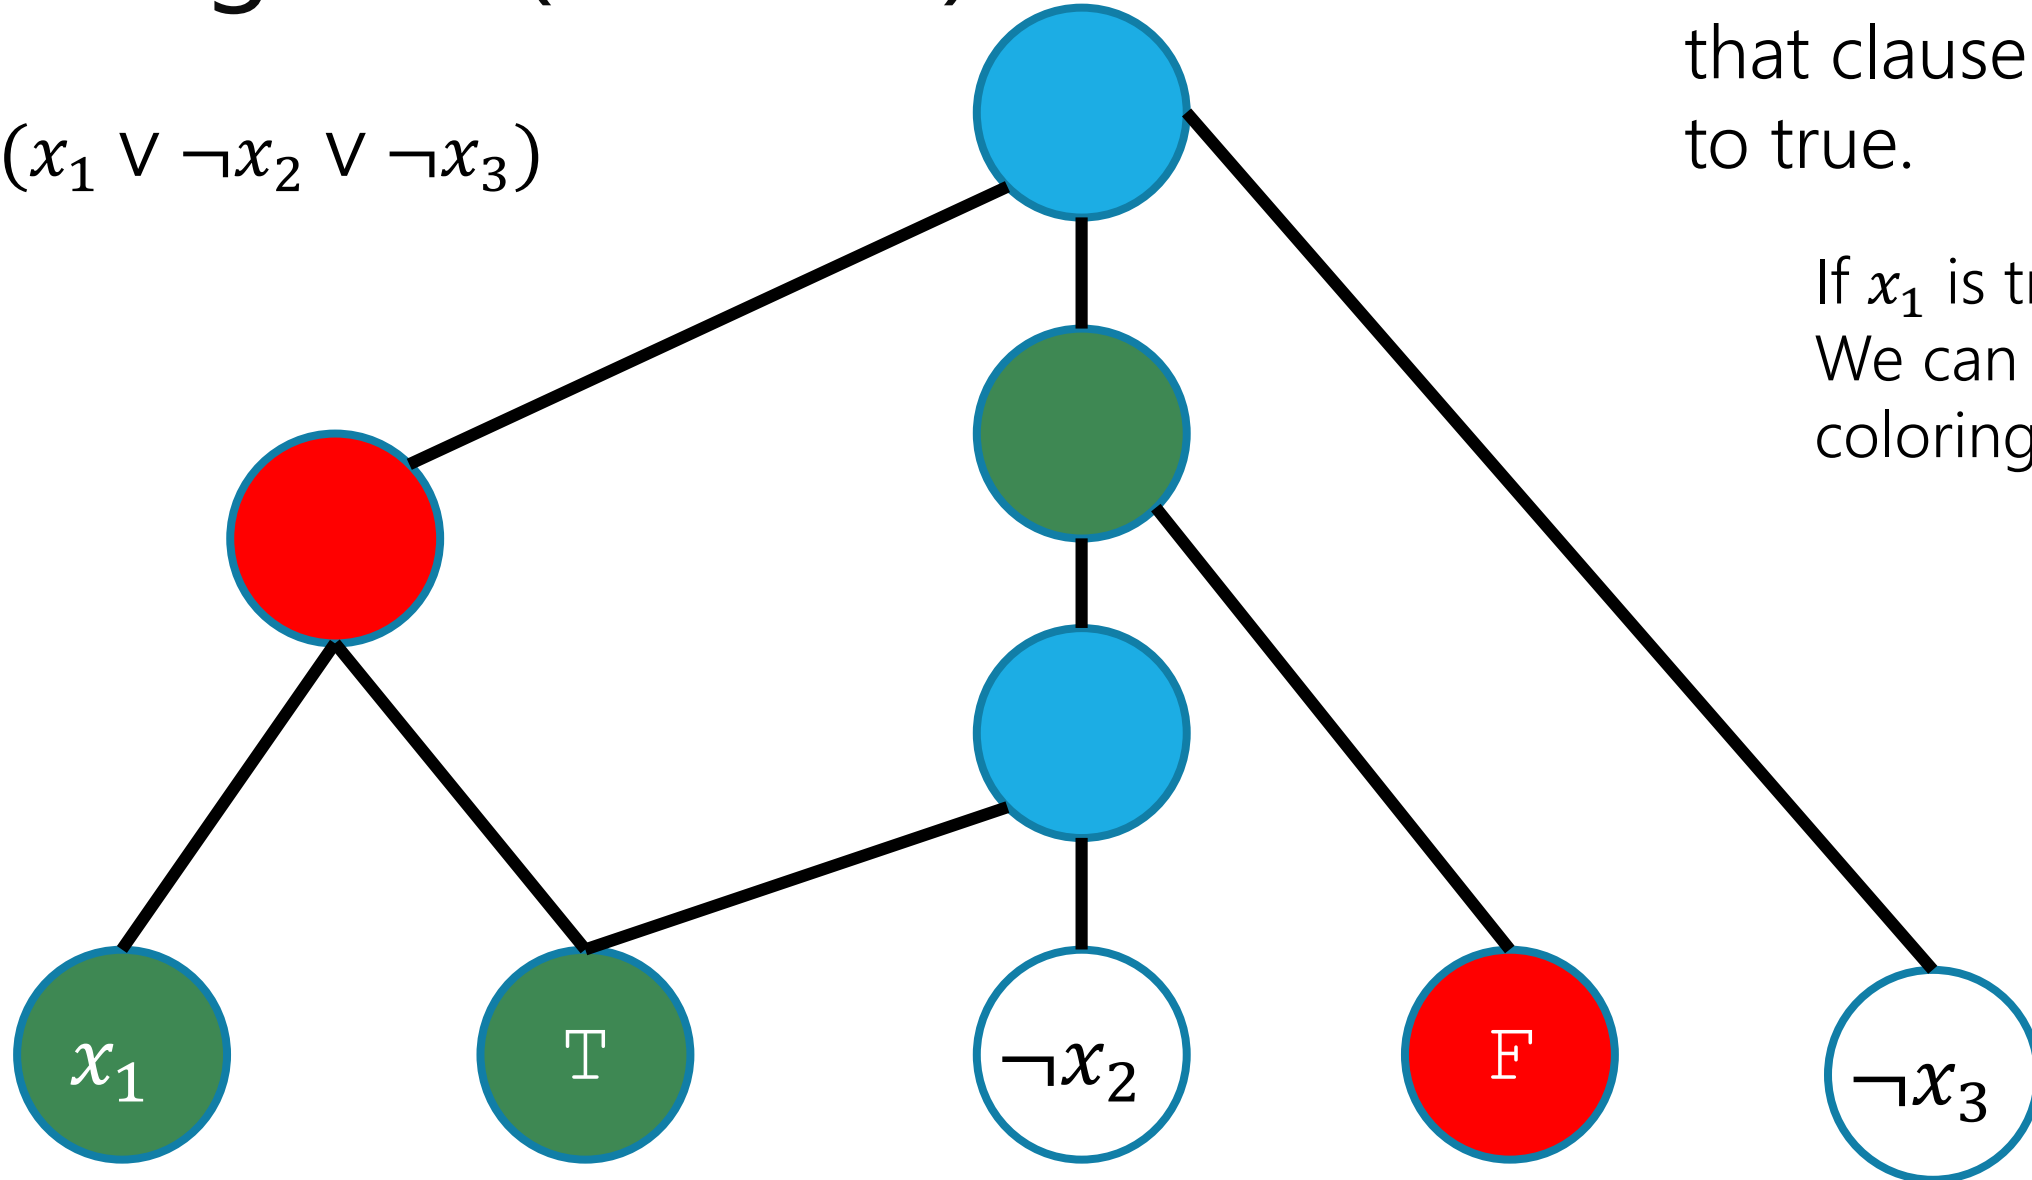 (𝑥₁ ∨ ¬𝑥₂ ∨ ¬𝑥₃)
that clause
to true.
If 𝑥₁ is
We can
coloring
𝑥₁
T
¬𝑥₂
F
¬𝑥₃